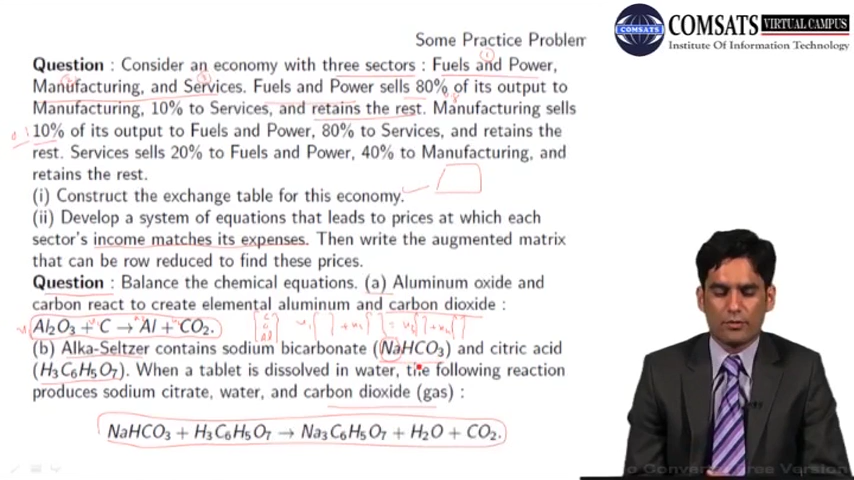 Some Practice Problem
COMSATS VIRTUAL CAMPUS
Institute Of Information Technology
Question : Consider an economy with three sectors : Fuels and Power,
Manufacturing, and Services. Fuels and Power sells 80% of its output to
Manufacturing, 10% to Services, and retains the rest. Manufacturing sells
10% of its output to Fuels and Power, 80% to Services, and retains the
rest. Services sells 20% to Fuels and Power, 40% to Manufacturing, and
retains the rest.
(i) Construct the exchange table for this economy.
(ii) Develop a system of equations that leads to prices at which each
sector's income matches its expenses. Then write the augmented matrix
that can be row reduced to find these prices.
Question : Balance the chemical equations. (a) Aluminum oxide and
carbon react to create elemental aluminum and carbon dioxide :
Al₂O₃ + C → Al + CO₂.
(b) Alka-Seltzer contains sodium bicarbonate (NaHCO₃) and citric acid
(H₃C₆H₅O₇). When a tablet is dissolved in water, the following reaction
produces sodium citrate, water, and carbon dioxide (gas) :
NaHCO₃ + H₃C₆H₅O₇ → Na₃C₆H₅O₇ + H₂O + CO₂.